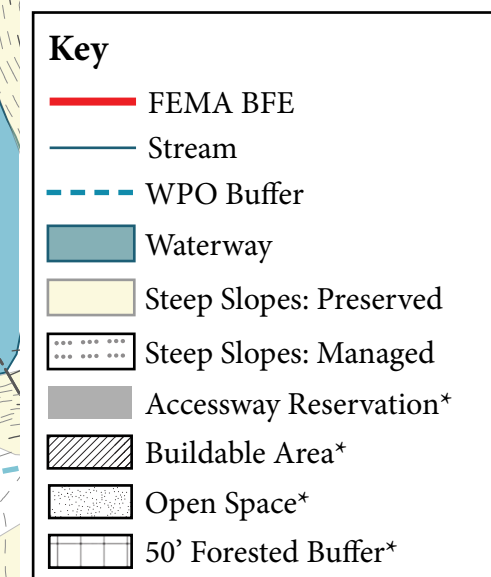 Key
FEMA BFE
Stream
WPO Buffer
Waterway
Steep Slopes: Preserved
Steep Slopes: Managed
Accessway Reservation*
Buildable Area*
Open Space*
50’ Forested Buffer*